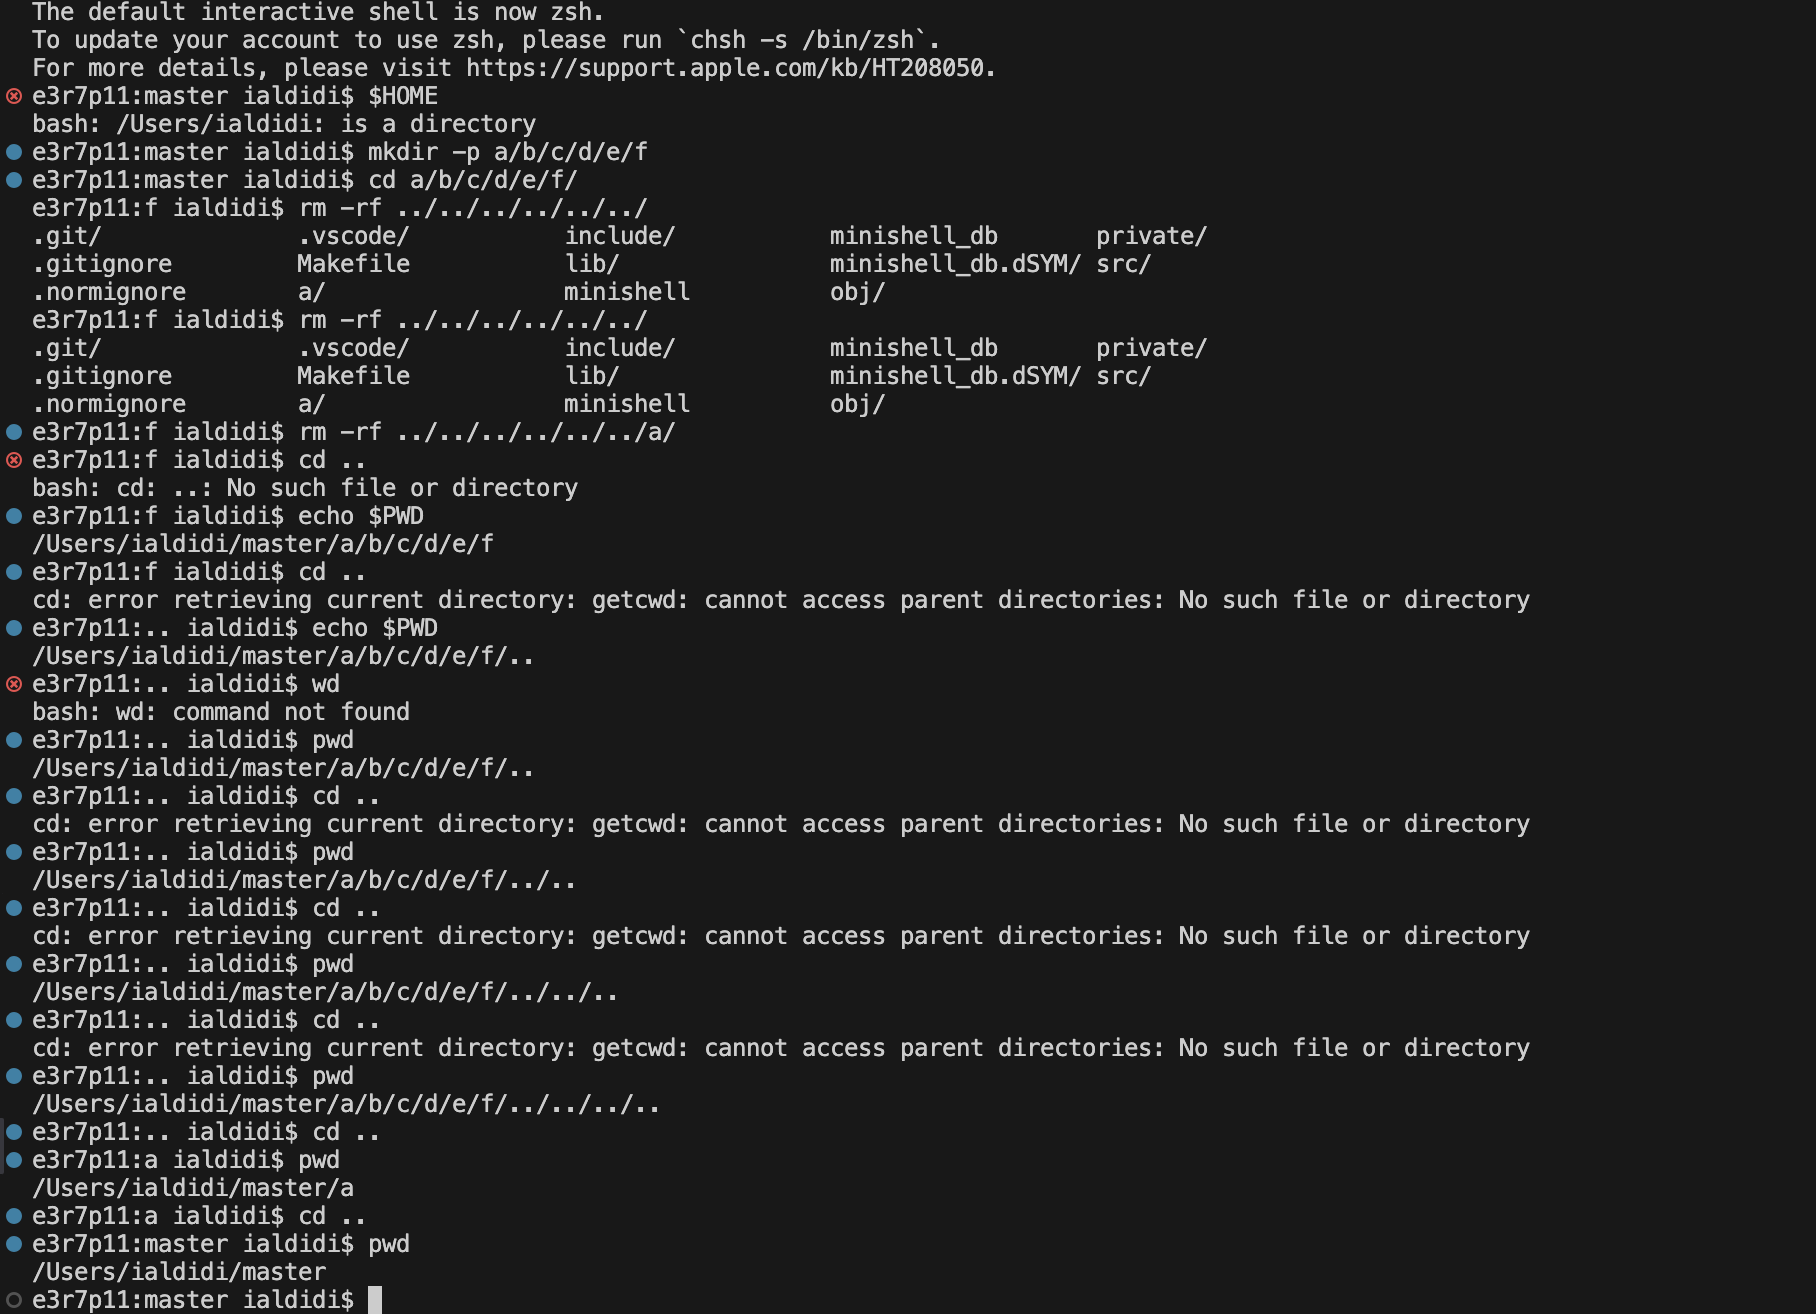 The default interactive shell is now zsh.
To update your account to use zsh, please run `chsh -s /bin/zsh`.
For more details, please visit https://support.apple.com/kb/HT208050.
e3r7p11:master ialdidi$ $HOME
bash: /Users/ialdidi: is a directory
e3r7p11:master ialdidi$ mkdir -p a/b/c/d/e/f
e3r7p11:master ialdidi$ cd a/b/c/d/e/f/
e3r7p11:f ialdidi$ rm -rf ../../../../../../
.git/ .vscode/ include/ minishell_db private/
.gitignore Makefile lib/ minishell_db.dSYM/ src/
.normignore a/ minishell obj/
e3r7p11:f ialdidi$ rm -rf ../../../../../../
.git/ .vscode/ include/ minishell_db private/
.gitignore Makefile lib/ minishell_db.dSYM/ src/
.normignore a/ minishell obj/
e3r7p11:f ialdidi$ rm -rf ../../../../../../a/
e3r7p11:f ialdidi$ cd ..
bash: cd: ..: No such file or directory
e3r7p11:f ialdidi$ echo $PWD
/Users/ialdidi/master/a/b/c/d/e/f
e3r7p11:f ialdidi$ cd ..
cd: error retrieving current directory: getcwd: cannot access parent directories: No such file or directory
e3r7p11:.. ialdidi$ echo $PWD
/Users/ialdidi/master/a/b/c/d/e/f/..
e3r7p11:.. ialdidi$ wd
bash: wd: command not found
e3r7p11:.. ialdidi$ pwd
/Users/ialdidi/master/a/b/c/d/e/f/..
e3r7p11:.. ialdidi$ cd ..
cd: error retrieving current directory: getcwd: cannot access parent directories: No such file or directory
e3r7p11:.. ialdidi$ pwd
/Users/ialdidi/master/a/b/c/d/e/f/../..
e3r7p11:.. ialdidi$ cd ..
cd: error retrieving current directory: getcwd: cannot access parent directories: No such file or directory
e3r7p11:.. ialdidi$ pwd
/Users/ialdidi/master/a/b/c/d/e/f/../../..
e3r7p11:.. ialdidi$ cd ..
cd: error retrieving current directory: getcwd: cannot access parent directories: No such file or directory
e3r7p11:.. ialdidi$ pwd
/Users/ialdidi/master/a/b/c/d/e/f/../../../..
e3r7p11:.. ialdidi$ cd ..
e3r7p11:a ialdidi$ pwd
/Users/ialdidi/master/a
e3r7p11:a ialdidi$ cd ..
e3r7p11:master ialdidi$ pwd
/Users/ialdidi/master
e3r7p11:master ialdidi$